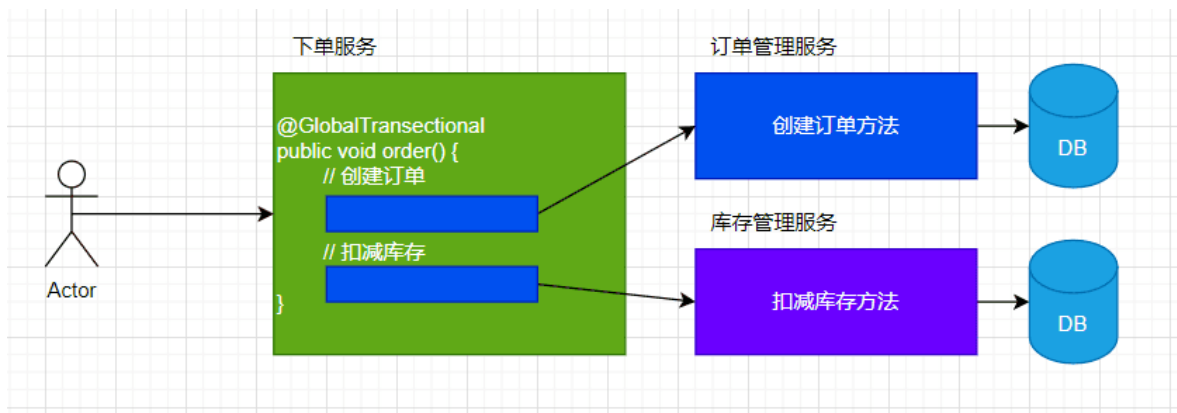 下单服务
@GlobalTransectional
public void order() {
// 创建订单
// 扣减库存
}
Actor
订单管理服务
创建订单方法
DB
库存管理服务
扣减库存方法
DB